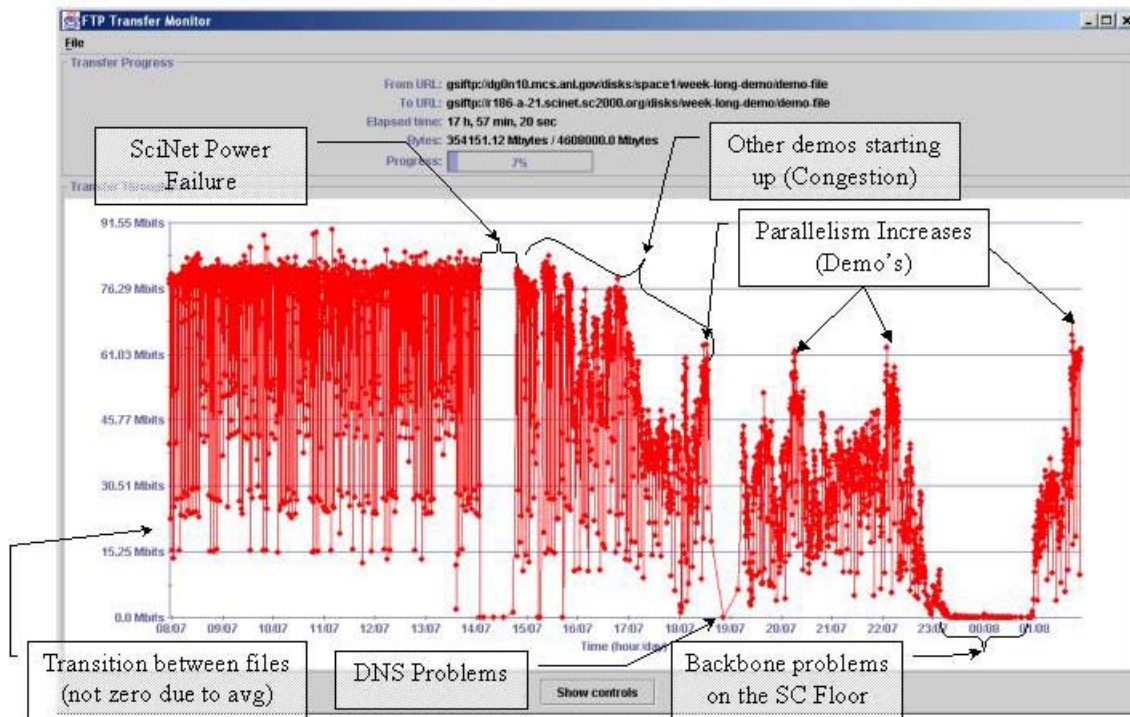 FTP Transfer Monitor
File
Transfer Progress
From URL: gsiftp://dg0n10.mcs.anl.gov/disks/space1/week-long-demo/demo-file
To URL: gsiftp://r186-a-21.scinet.sc2000.org/disks/week-long-demo/demo-file
Elapsed time: 17 h, 57 min, 20 sec
Bytes: 354151.12 Mbytes / 4608000.0 Mbytes
Progress: 7%
SciNet Power
Failure
Other demos starting
up (Congestion)
Transfer
Parallelism Increases
(Demo's)
91.55 Mbits
76.29 Mbits
61.03 Mbits
45.77 Mbits
30.51 Mbits
15.25 Mbits
0.0 Mbits
08/07 09/07 10/07 11/07 12/07 13/07 14/07 15/07 16/07 17/07 18/07 19/07 20/07 21/07 22/07 23/07 00/08 01/08
Time (hour/day)
Transition between files
(not zero due to avg)
DNS Problems
Backbone problems
on the SC Floor
Show controls